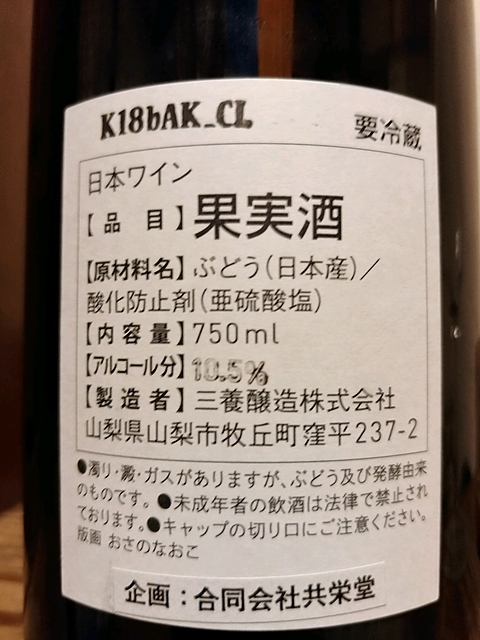 K18bAK_CL
要冷蔵
日本ワイン
【品 目】果実酒
【原材料名】ぶどう(日本産)／
酸化防止剤(亜硫酸塩)
【内容量】750ml
【アルコール分】10.5%
【製造者】三養醸造株式会社
山梨県山梨市牧丘町窪平237-2
●濁り・澱・ガスがありますが、ぶどう及び発酵由来
のものです。●未成年者の飲酒は法律で禁止され
ております。●キャップの切り口にご注意ください。
版画 おさのなおこ
企画：合同会社共栄堂